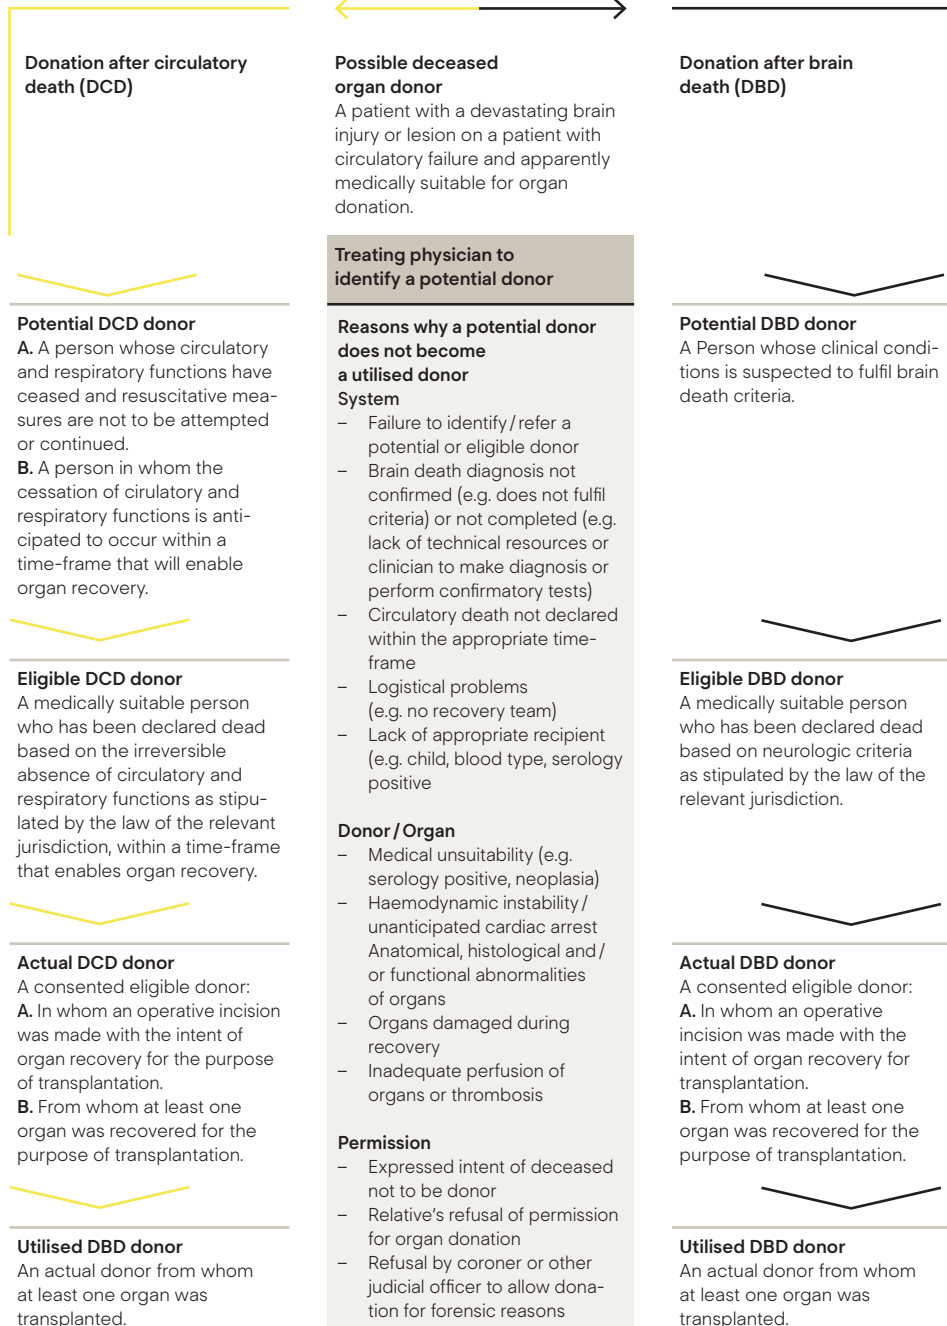 Donation after circulatory
death (DCD)
Possible deceased
organ donor
A patient with a devastating brain
injury or lesion on a patient with
circulatory failure and apparently
medically suitable for organ
donation.
Donation after brain
death (DBD)
Treating physician to
identify a potential donor
Potential DCD donor
A. A person whose circulatory
and respiratory functions have
ceased and resuscitative mea-
sures are not to be attempted
or continued.
B. A person in whom the
cessation of cirulatory and
respiratory functions is anti-
cipated to occur within a
time-frame that will enable
organ recovery.
Eligible DCD donor
A medically suitable person
who has been declared dead
based on the irreversible
absence of circulatory and
respiratory functions as stipu-
lated by the law of the relevant
jurisdiction, within a time-frame
that enables organ recovery.
Actual DCD donor
A consented eligible donor:
A. In whom an operative incision
was made with the intent of
organ recovery for the purpose
of transplantation.
B. From whom at least one
organ was recovered for the
purpose of transplantation.
Utilised DBD donor
An actual donor from whom
at least one organ was
transplanted.
Reasons why a potential donor
does not become
a utilised donor
System
– Failure to identify/refer a
potential or eligible donor
– Brain death diagnosis not
confirmed (e.g. does not fulfil
criteria) or not completed (e.g.
lack of technical resources or
clinician to make diagnosis or
perform confirmatory tests)
– Circulatory death not declared
within the appropriate time-
frame
– Logistical problems
(e.g. no recovery team)
– Lack of appropriate recipient
(e.g. child, blood type, serology
positive
Donor/Organ
– Medical unsuitability (e.g.
serology positive, neoplasia)
– Haemodynamic instability/
unanticipated cardiac arrest
Anatomical, histological and/
or functional abnormalities
of organs
– Organs damaged during
recovery
– Inadequate perfusion of
organs or thrombosis
Permission
– Expressed intent of deceased
not to be donor
– Relative's refusal of permission
for organ donation
– Refusal by coroner or other
judicial officer to allow dona-
tion for forensic reasons
Potential DBD donor
A Person whose clinical condi-
tions is suspected to fulfil brain
death criteria.
Eligible DBD donor
A medically suitable person
who has been declared dead
based on neurologic criteria
as stipulated by the law of the
relevant jurisdiction.
Actual DBD donor
A consented eligible donor:
A. In whom an operative
incision was made with the
intent of organ recovery for
transplantation.
B. From whom at least one
organ was recovered for the
purpose of transplantation.
Utilised DBD donor
An actual donor from whom
at least one organ was
transplanted.